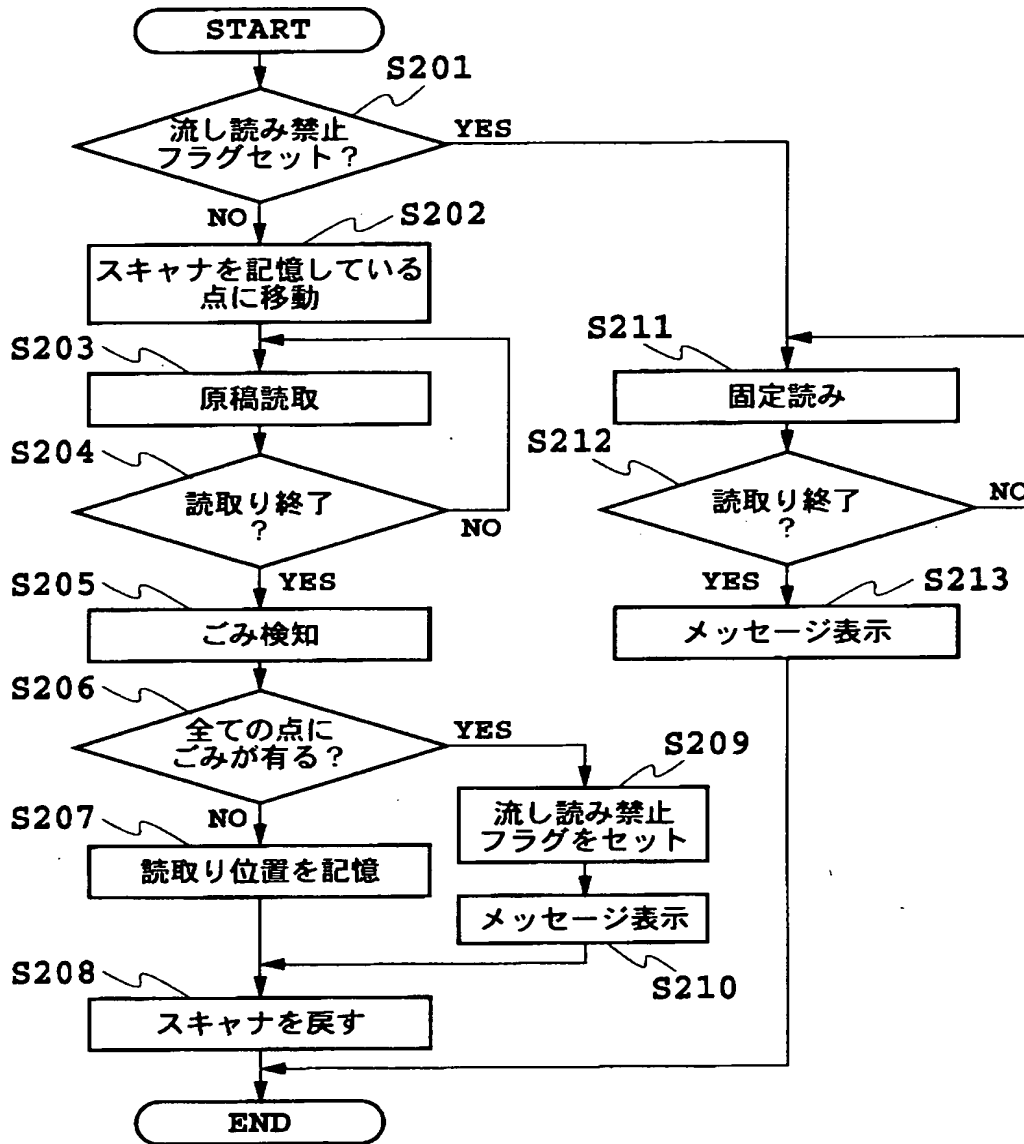 START
S201
流し読み禁止
フラグセット？
YES
NO
S202
スキャナを記憶している
点に移動
S203
原稿読取
S204
読取り終了
？
NO
YES
S205
ごみ検知
S206
全ての点に
ごみが有る？
YES
NO
S207
読取り位置を記憶
S209
流し読み禁止
フラグをセット
メッセージ表示
S210
S208
スキャナを戻す
S211
固定読み
S212
読取り終了
？
NO
YES
S213
メッセージ表示
END